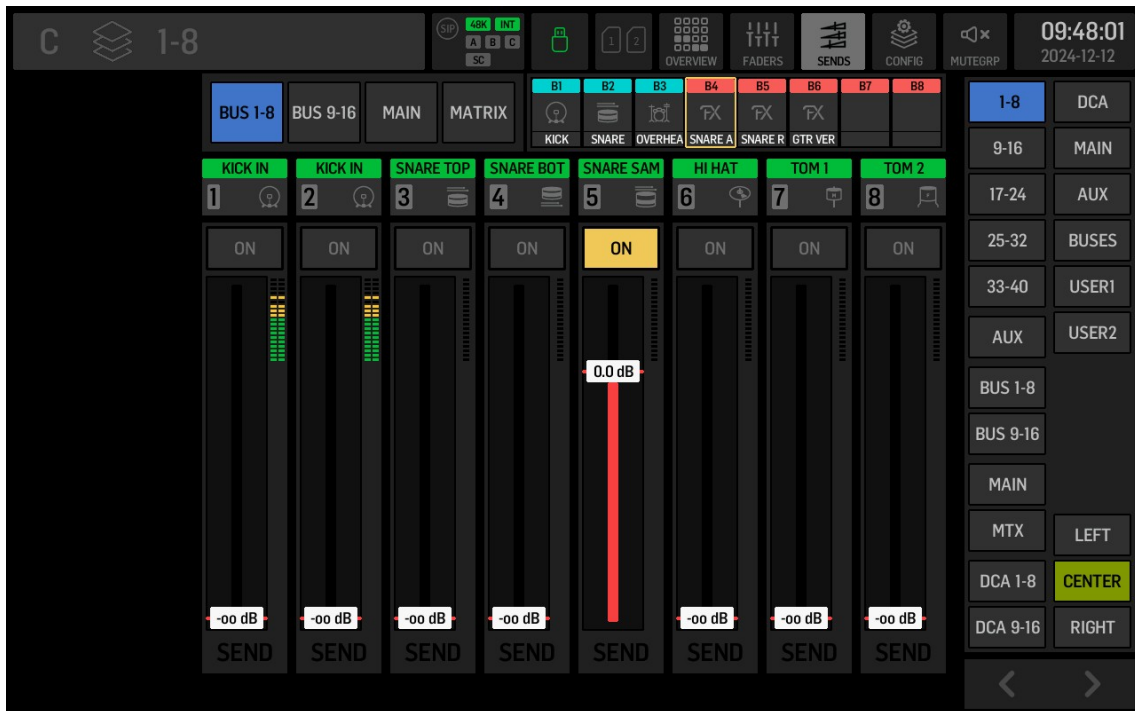 C 1-8 SIP 48K INT A B C SC 1 2 OVERVIEW FADERS SENDS CONFIG MUTEGRP 09:48:01
2024-12-12
BUS 1-8 BUS 9-16 MAIN MATRIX
B1 B2 B3 B4 B5 B6 B7 B8
FX FX FX
KICK SNARE OVERHEA SNARE A SNARE R GTR VER
KICK IN KICK IN SNARE TOP SNARE BOT SNARE SAM HI HAT TOM 1 TOM 2
1 2 3 4 5 6 7 8
ON ON ON ON ON ON ON ON
0.0 dB
-oo dB -oo dB -oo dB -oo dB -oo dB -oo dB -oo dB
SEND SEND SEND SEND SEND SEND SEND SEND
1-8 DCA
9-16 MAIN
17-24 AUX
25-32 BUSES
33-40 USER1
AUX USER2
BUS 1-8
BUS 9-16
MAIN
MTX LEFT
DCA 1-8 CENTER
DCA 9-16 RIGHT